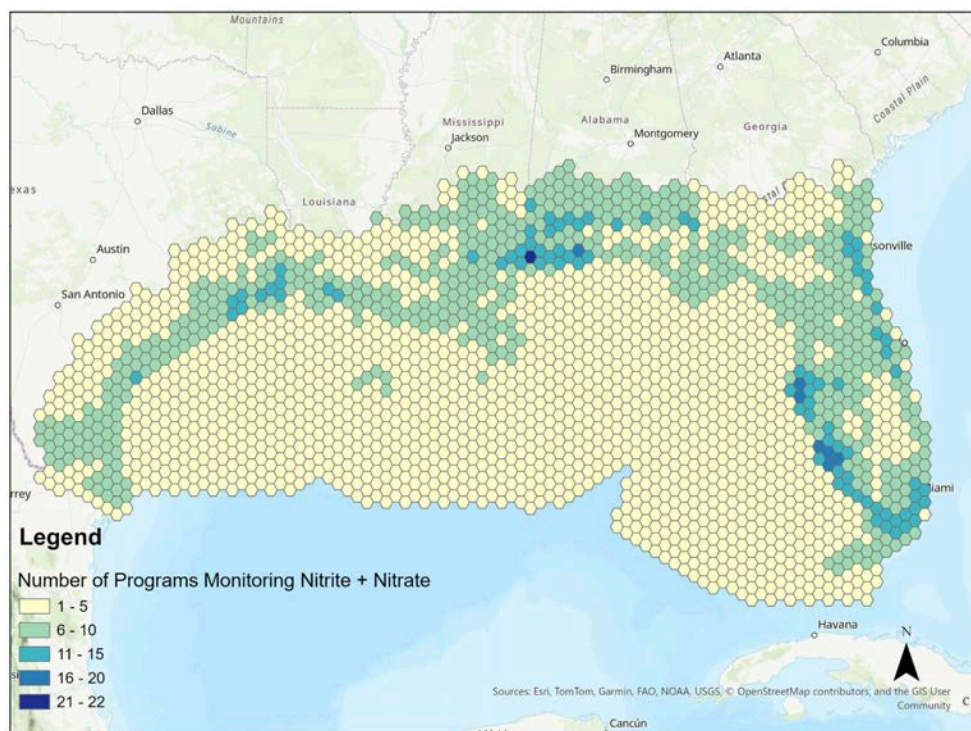 Mountains
Columbia
Atlanta
Birmingham
Dallas
Coastal Plain
Mississippi
Alabama
Georgia
Sabine
Jackson
Montgomery
exas
Louisiana
Austin
sonville
San Antonio
rrey
iami
Legend
Number of Programs Monitoring Nitrite + Nitrate
1 - 5
6 - 10
11 - 15
16 - 20
21 - 22
Havana
N
Sources: Esri, TomTom, Garmin, FAO, NOAA, USGS, © OpenStreetMap contributors, and the GIS User
Community
C
Cancún